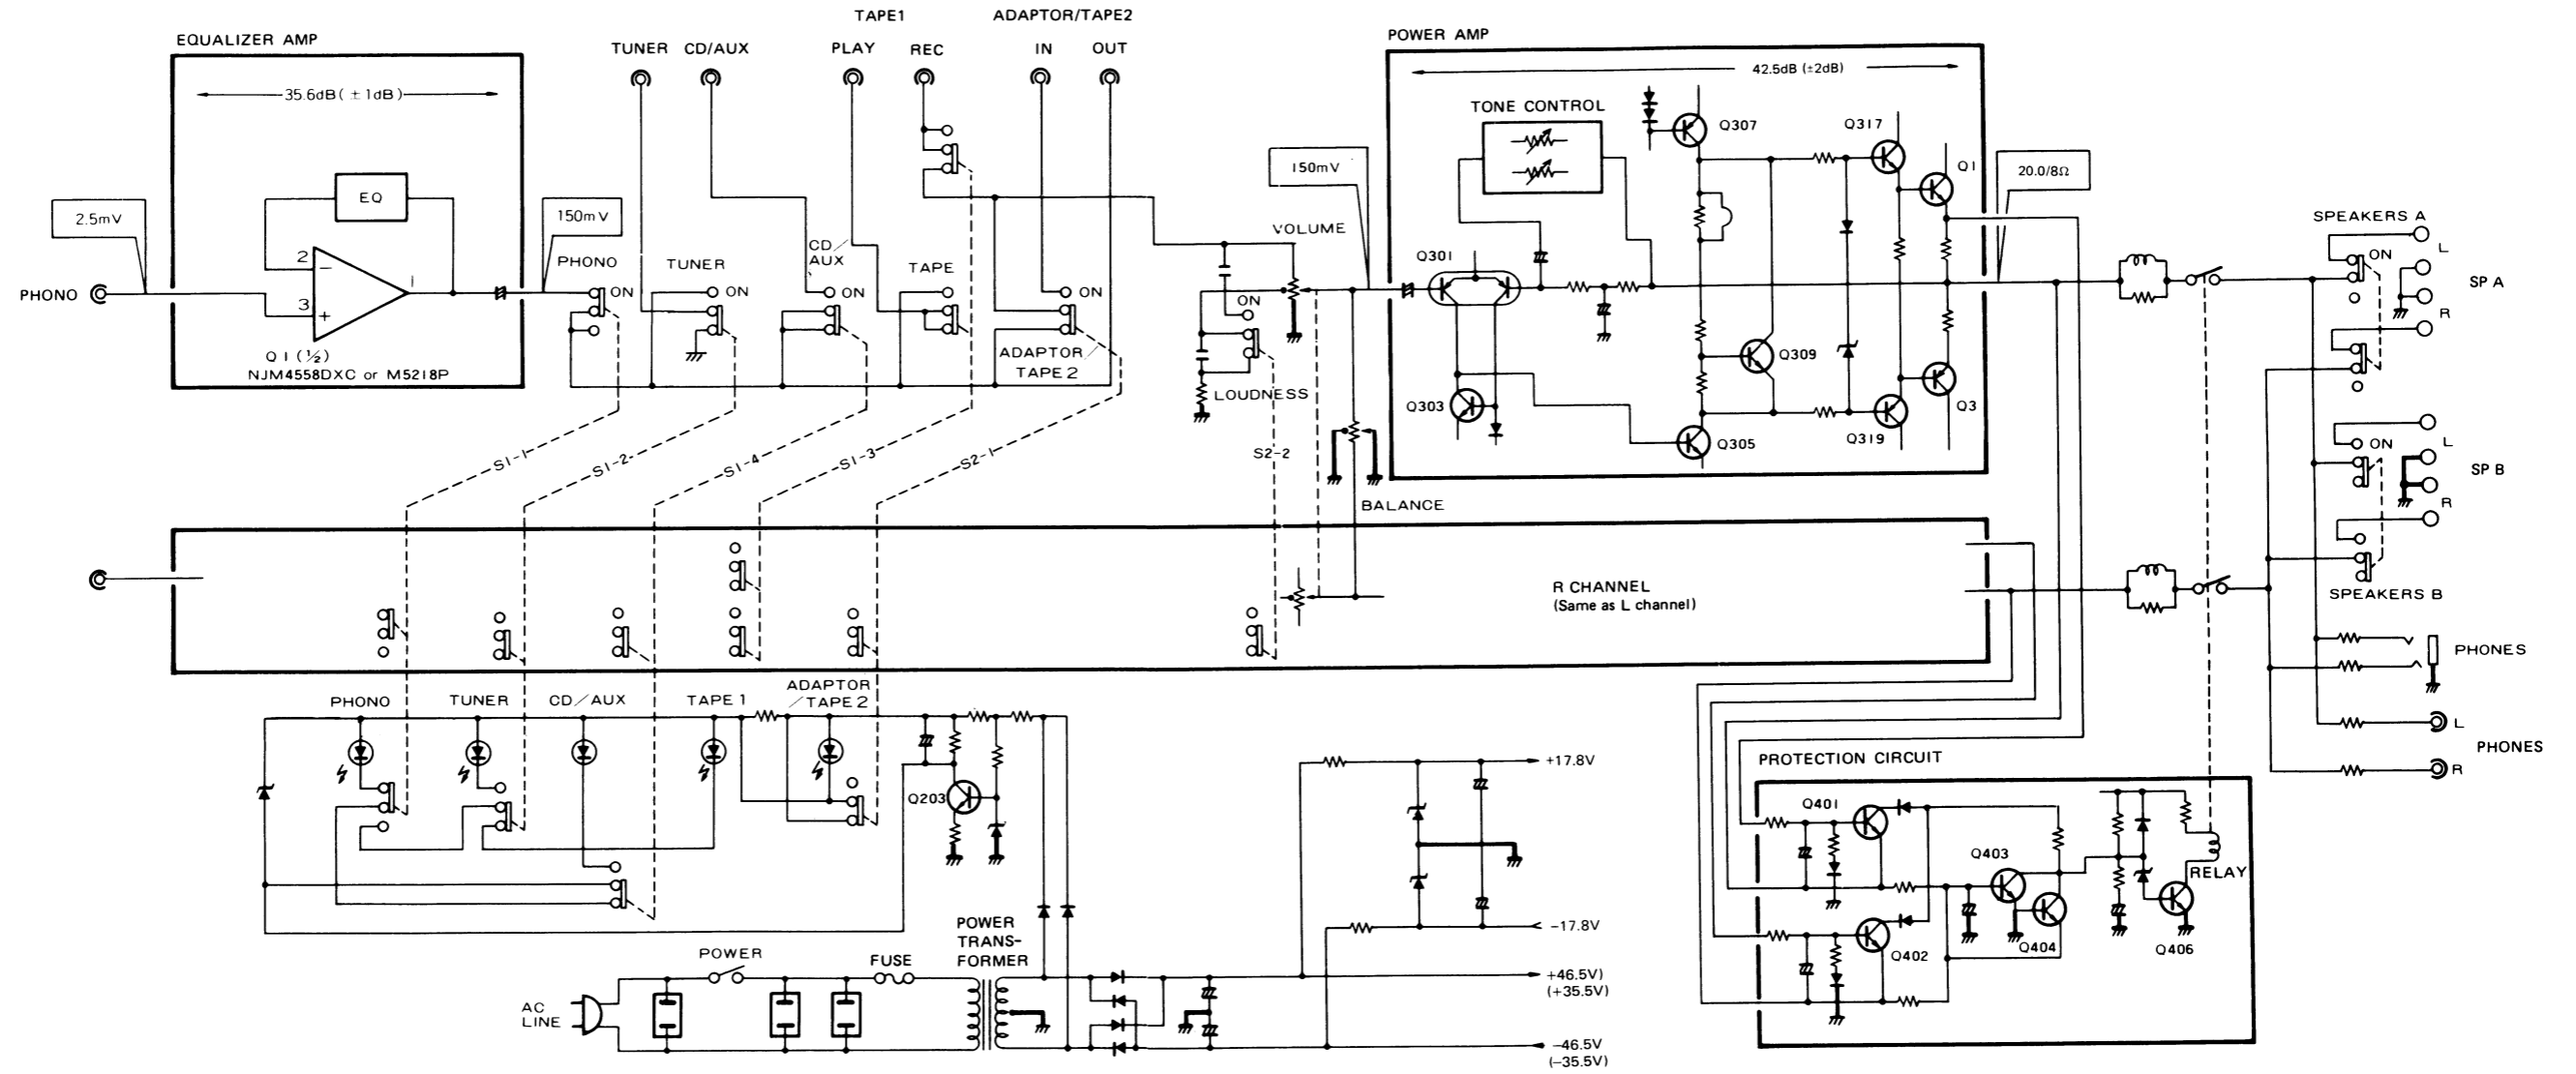 TAPE1
ADAPTOR/TAPE2
EQUALIZER AMP
TUNER
CD/AUX
PLAY
REC
IN
OUT
35.6dB(±1dB)
EQ
2.5mV
150mV
PHONO
2
3
1
−
+
Q1(½)
NJM4558DXC or M5218P
PHONO
ON
TUNER
ON
CD/
AUX
ON
TAPE
ON
ADAPTOR/
TAPE2
VOLUME
ON
LOUDNESS
150mV
S1-1
S1-2
S1-4
S1-3
S2-1
S2-2
BALANCE
POWER AMP
42.5dB (±2dB)
TONE CONTROL
Q307
Q317
Q1
Q301
Q309
Q303
Q305
Q319
Q3
20.0/8Ω
SPEAKERS A
L
ON
SP A
R
ON
L
SP B
R
SPEAKERS B
R CHANNEL
(Same as L channel)
PHONES
L
PHONES
R
PHONO
TUNER
CD/AUX
TAPE1
ADAPTOR
/TAPE2
Q203
+17.8V
−17.8V
+46.5V)
(+35.5V)
−46.5V
(−35.5V)
POWER
TRANS-
FORMER
POWER
FUSE
AC
LINE
PROTECTION CIRCUIT
Q401
Q403
Q402
Q404
Q406
RELAY